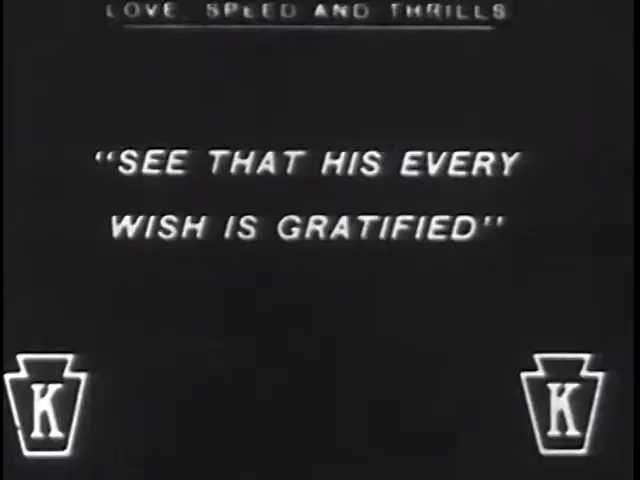 LOVE, SPEED AND THRILLS
"SEE THAT HIS EVERY
WISH IS GRATIFIED"
K K